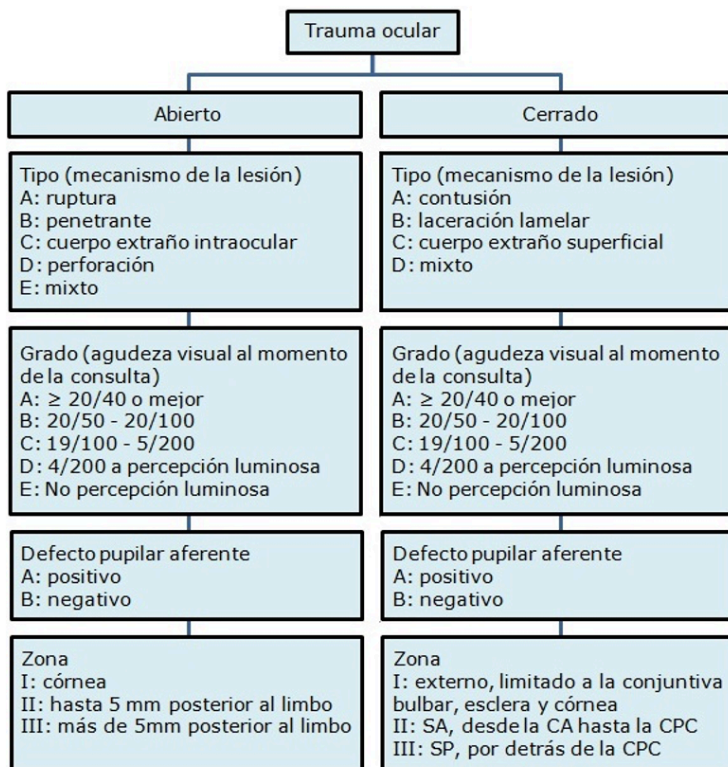 Trauma ocular
Abierto
Tipo (mecanismo de la lesión)
A: ruptura
B: penetrante
C: cuerpo extraño intraocular
D: perforación
E: mixto
Grado (agudeza visual al momento
de la consulta)
A: ≥ 20/40 o mejor
B: 20/50 - 20/100
C: 19/100 - 5/200
D: 4/200 a percepción luminosa
E: No percepción luminosa
Defecto pupilar aferente
A: positivo
B: negativo
Zona
I: córnea
II: hasta 5 mm posterior al limbo
III: más de 5mm posterior al limbo
Cerrado
Tipo (mecanismo de la lesión)
A: contusión
B: laceración lamelar
C: cuerpo extraño superficial
D: mixto
Grado (agudeza visual al momento
de la consulta)
A: ≥ 20/40 o mejor
B: 20/50 - 20/100
C: 19/100 - 5/200
D: 4/200 a percepción luminosa
E: No percepción luminosa
Defecto pupilar aferente
A: positivo
B: negativo
Zona
I: externo, limitado a la conjuntiva
bulbar, esclera y córnea
II: SA, desde la CA hasta la CPC
III: SP, por detrás de la CPC